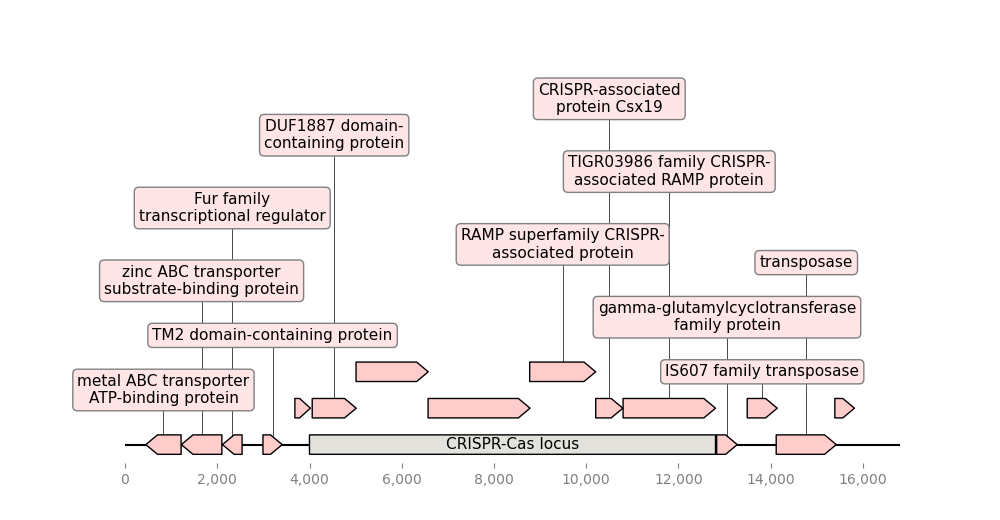 CRISPR-associated
protein Csx19
DUF1887 domain-
containing protein
TIGR03986 family CRISPR-
associated RAMP protein
Fur family
transcriptional regulator
RAMP superfamily CRISPR-
associated protein
transposase
zinc ABC transporter
substrate-binding protein
gamma-glutamylcyclotransferase
family protein
TM2 domain-containing protein
IS607 family transposase
metal ABC transporter
ATP-binding protein
CRISPR-Cas locus
0 2,000 4,000 6,000 8,000 10,000 12,000 14,000 16,000